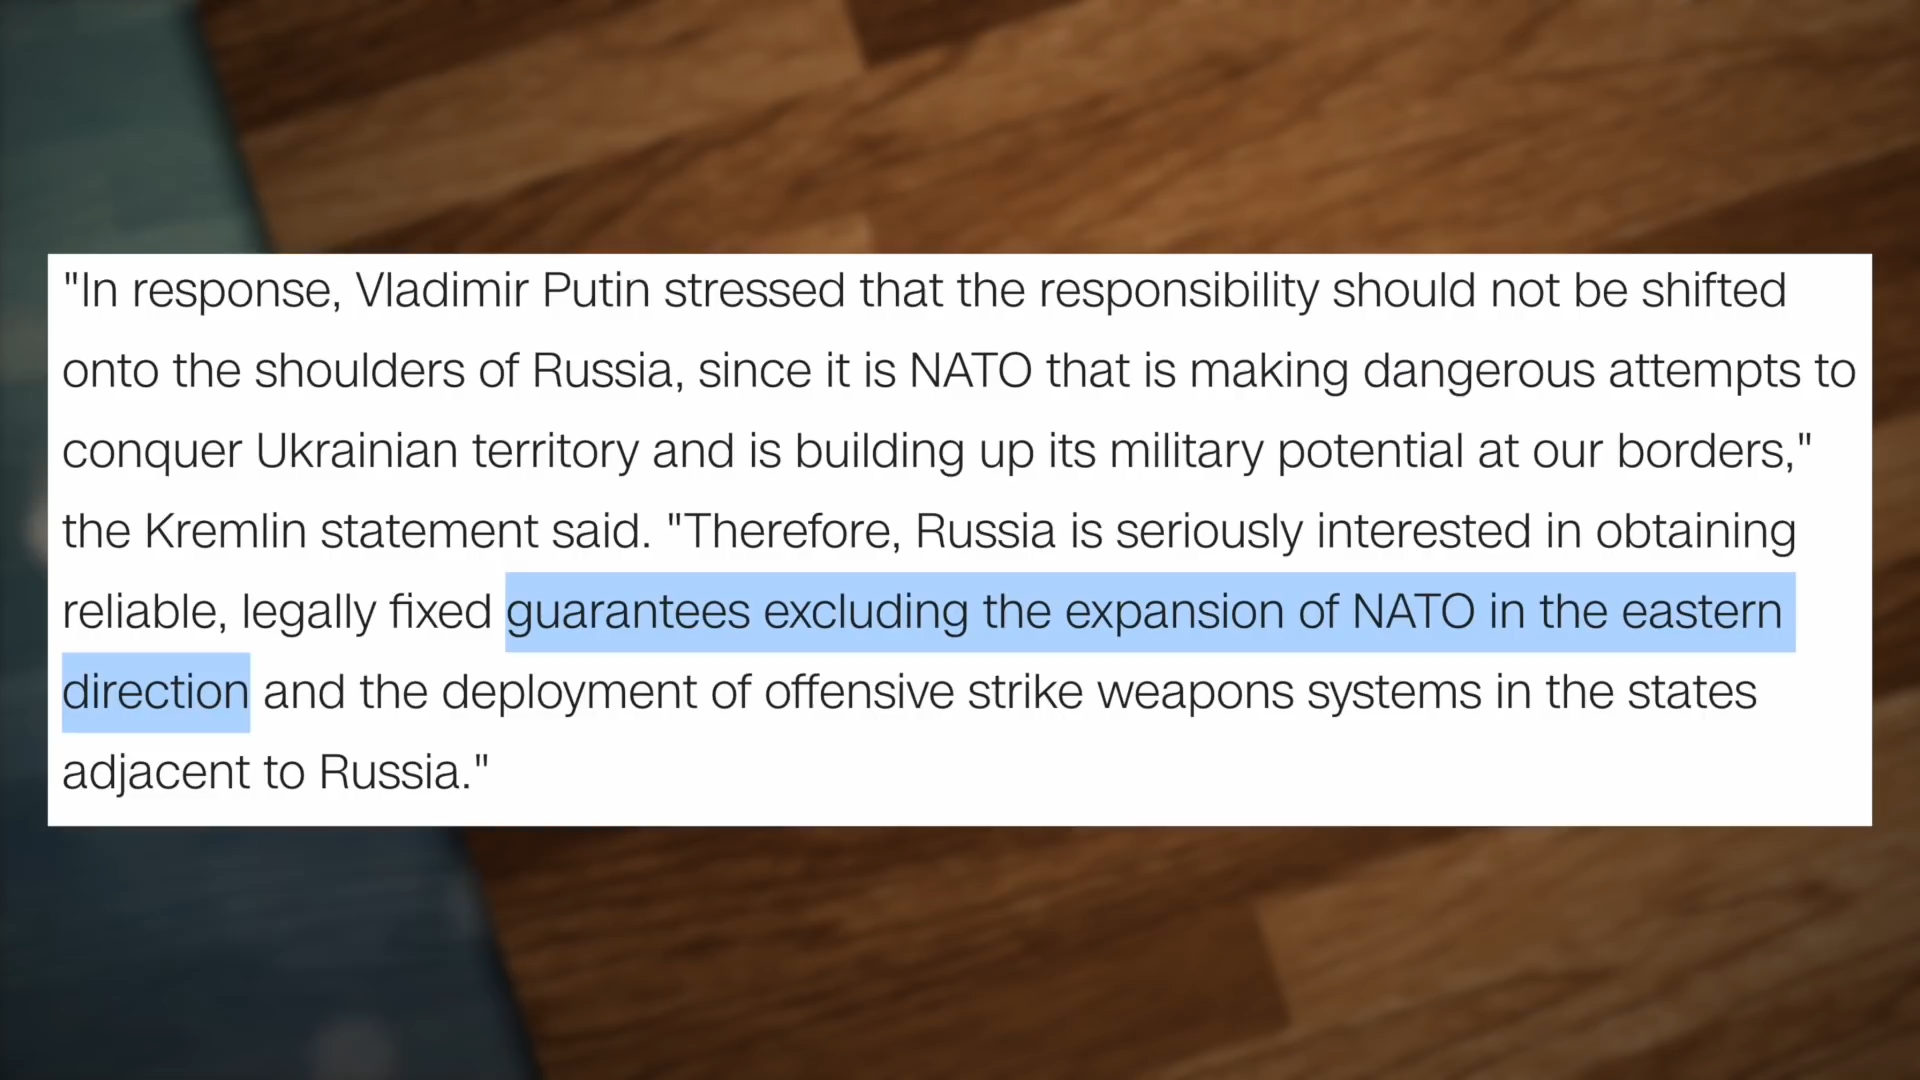 "In response, Vladimir Putin stressed that the responsibility should not be shifted
onto the shoulders of Russia, since it is NATO that is making dangerous attempts to
conquer Ukrainian territory and is building up its military potential at our borders,"
the Kremlin statement said. "Therefore, Russia is seriously interested in obtaining
reliable, legally fixed guarantees excluding the expansion of NATO in the eastern
direction and the deployment of offensive strike weapons systems in the states
adjacent to Russia."